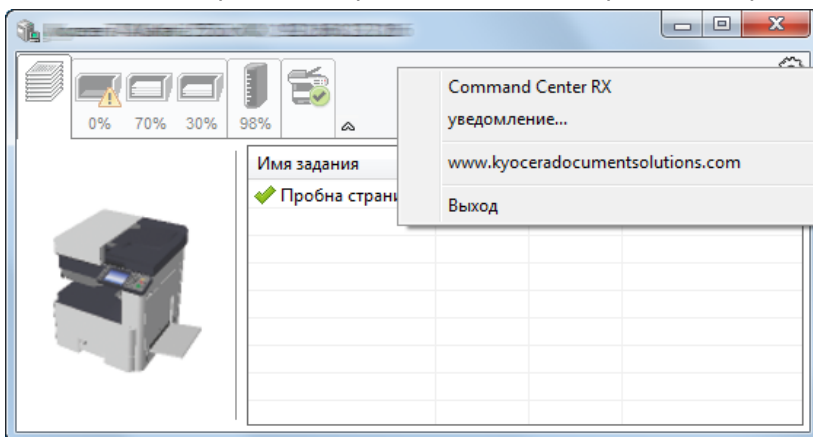 0% 70% 30% 98%
Command Center RX
уведомление...
www.kyoceradocumentsolutions.com
Выход
Имя задания
Пробна страни